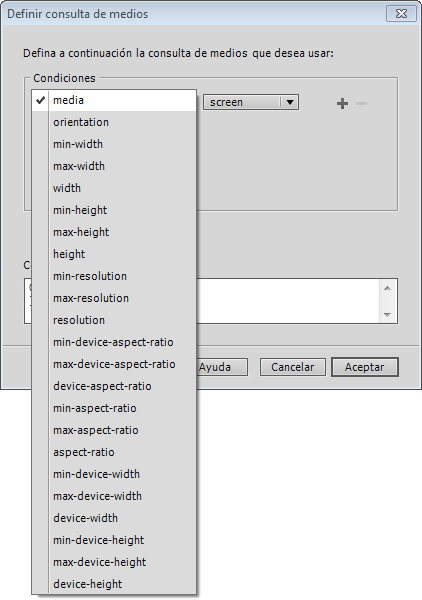 Definir consulta de medios
Defina a continuación la consulta de medios que desea usar:
Condiciones
media
screen
orientation
min-width
max-width
width
min-height
max-height
height
min-resolution
max-resolution
resolution
min-device-aspect-ratio
max-device-aspect-ratio
device-aspect-ratio
min-aspect-ratio
max-aspect-ratio
aspect-ratio
min-device-width
max-device-width
device-width
min-device-height
max-device-height
device-height
Ayuda
Cancelar
Aceptar